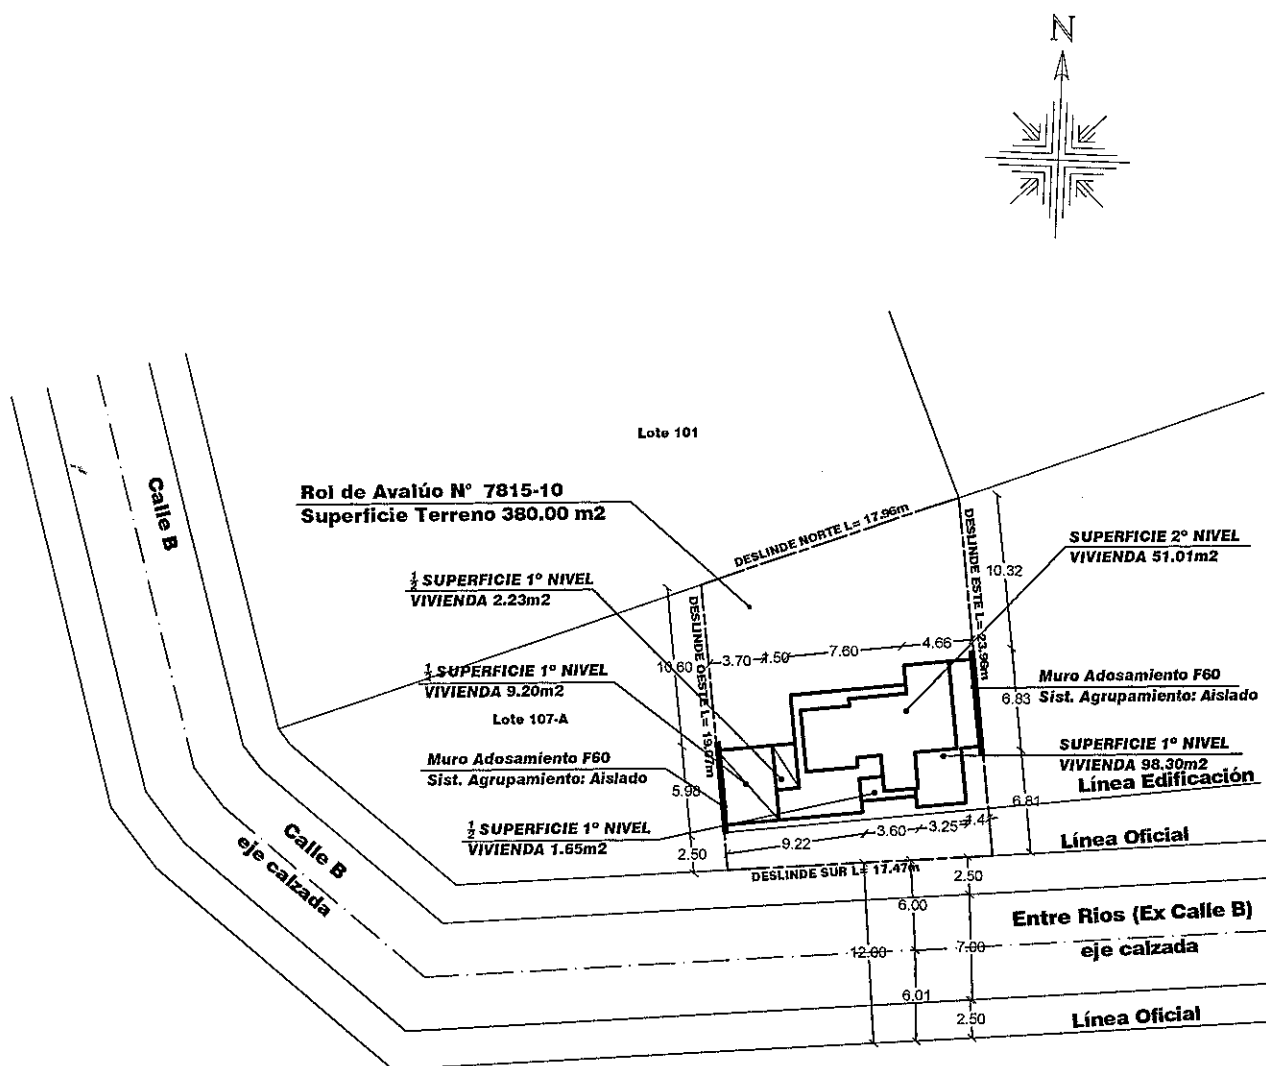 N
Lote 101
Rol de Avalúo N° 7815-10
Superficie Terreno 380.00 m2
DESLINDE NORTE L= 17.96m
DESLINDE ESTE L= 23.96m
10.32
SUPERFICIE 2° NIVEL
VIVIENDA 51.01m2
Calle B
½ SUPERFICIE 1° NIVEL
VIVIENDA 2.23m2
DESLINDE OESTE L= 19.07m
10.60
3.70
1.50
7.60
4.66
½ SUPERFICIE 1° NIVEL
VIVIENDA 9.20m2
Muro Adosamiento F60
6.83
Sist. Agrupamiento: Aislado
Lote 107-A
SUPERFICIE 1° NIVEL
VIVIENDA 98.30m2
Muro Adosamiento F60
Sist. Agrupamiento: Aislado
5.98
Línea Edificación
6.81
½ SUPERFICIE 1° NIVEL
VIVIENDA 1.65m2
2.50
9.22
3.60
3.25
Línea Oficial
DESLINDE SUR L= 17.47m
2.50
Calle B
eje calzada
6.00
Entre Rios (Ex Calle B)
12.00
7.00
eje calzada
6.01
2.50
Línea Oficial